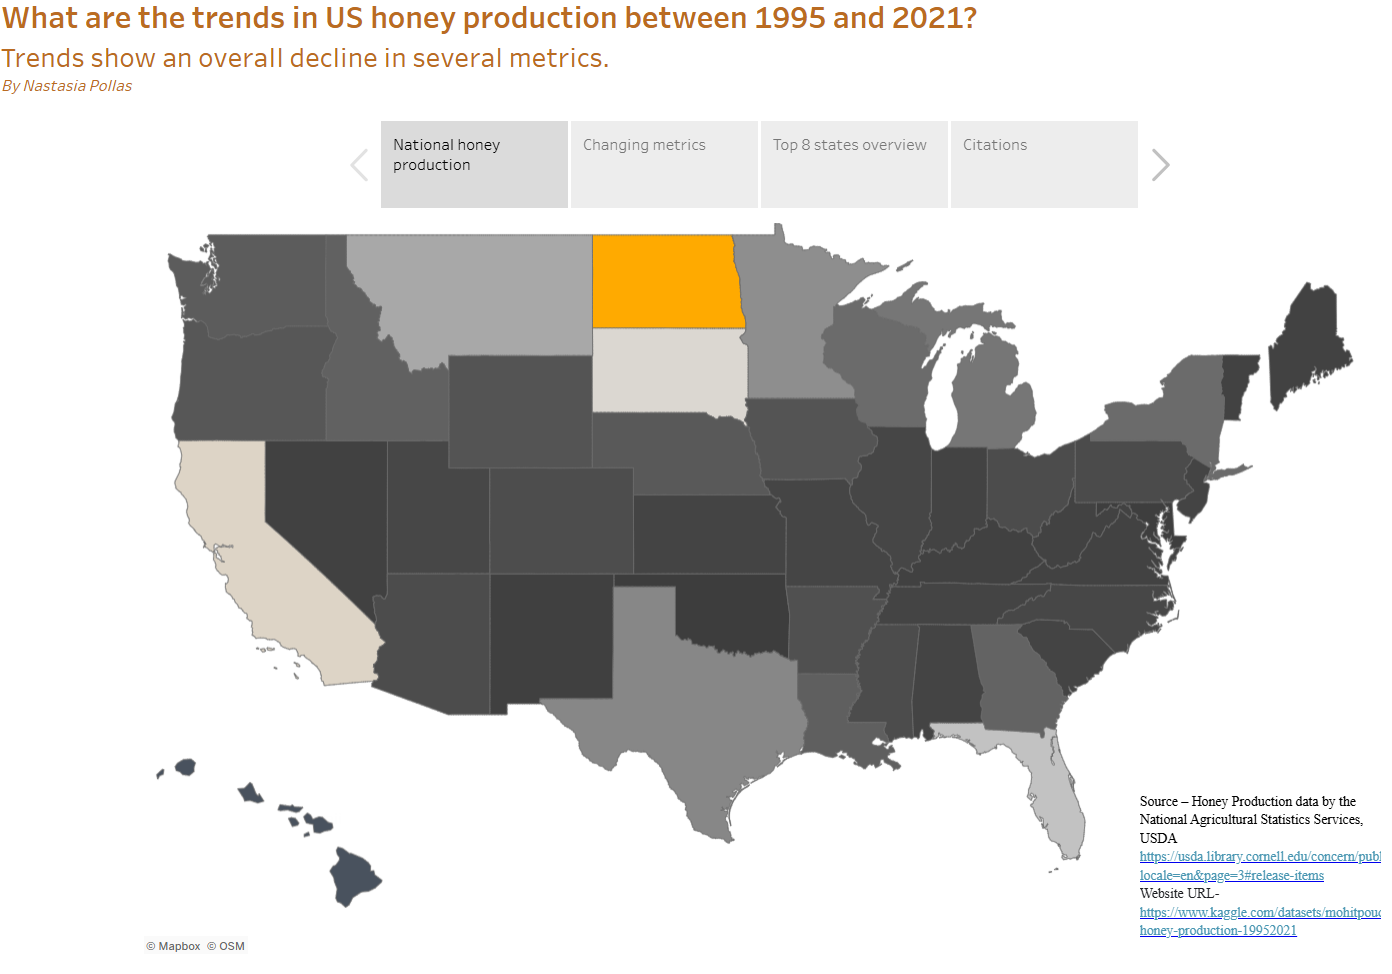 What are the trends in US honey production between 1995 and 2021?
Trends show an overall decline in several metrics.
By Nastasia Pollas
National honey
production
Changing metrics
Top 8 states overview
Citations
Source – Honey Production data by the
National Agricultural Statistics Services,
USDA
https://usda.library.cornell.edu/concern/publ
locale=en&page=3#release-items
Website URL-
https://www.kaggle.com/datasets/mohitpoud
honey-production-19952021
© Mapbox © OSM